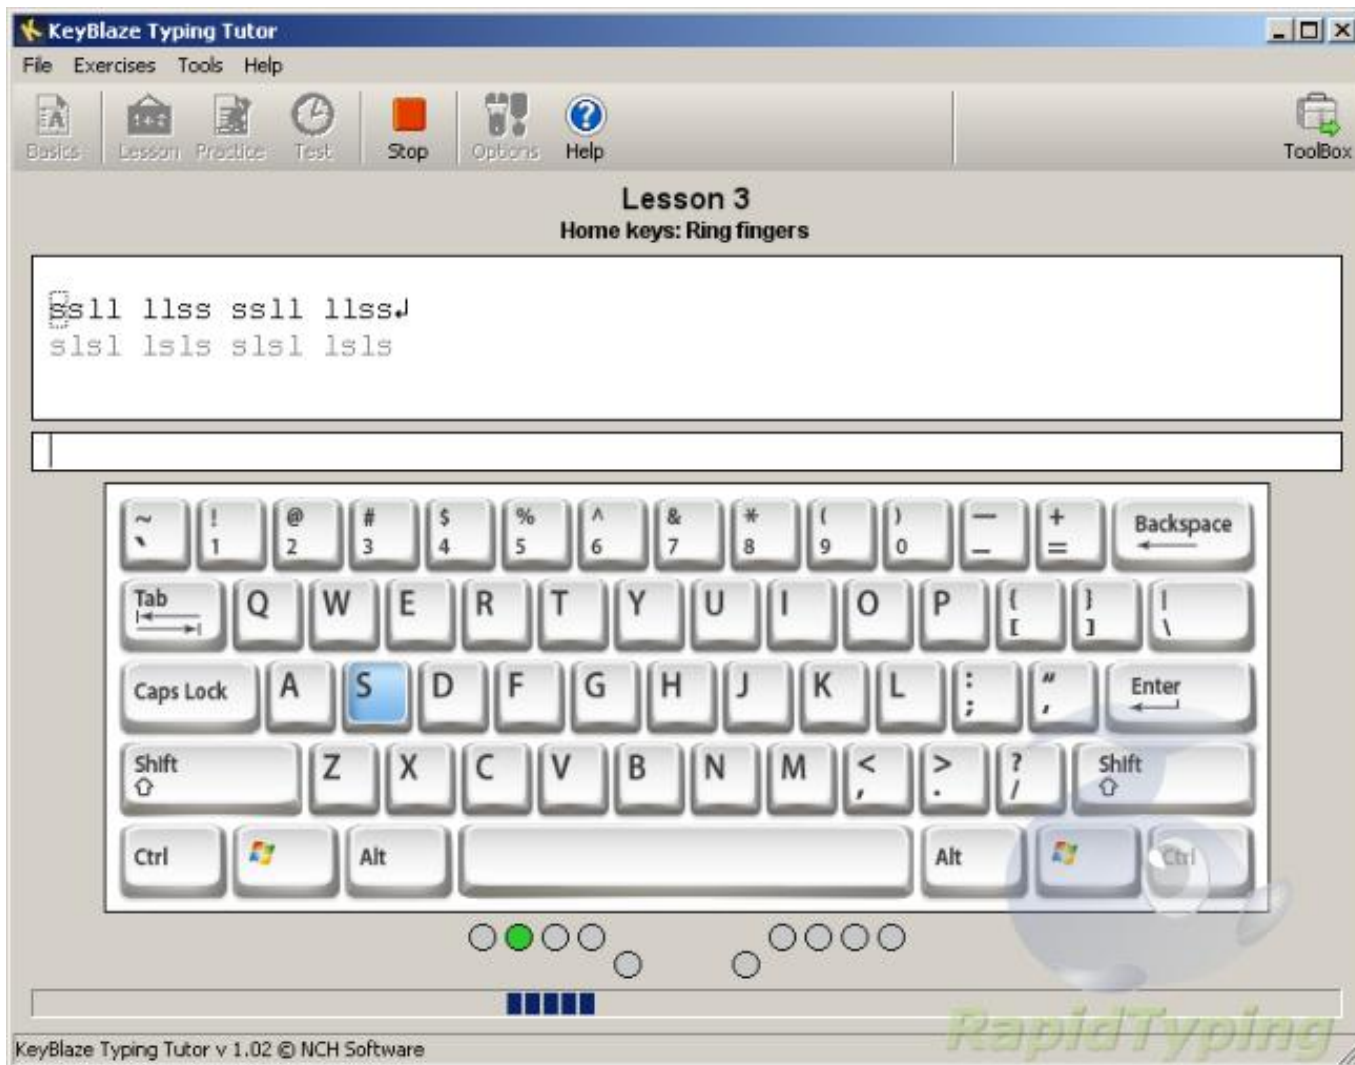 KeyBlaze Typing Tutor
File Exercises Tools Help
Basics Lesson Practice Test Stop Options Help ToolBox
Lesson 3
Home keys: Ring fingers
ssll llss ssll llss↲
slsl lsls slsl lsls
~ ! @ # $ % ^ & * ( ) — + Backspace
` 1 2 3 4 5 6 7 8 9 0 – =
Tab Q W E R T Y U I O P { } |
[ ] \
Caps Lock A S D F G H J K L : " Enter
; ,
Shift Z X C V B N M < > ? Shift
, . /
Ctrl Alt Alt Ctrl
RapidTyping
KeyBlaze Typing Tutor v 1.02 © NCH Software